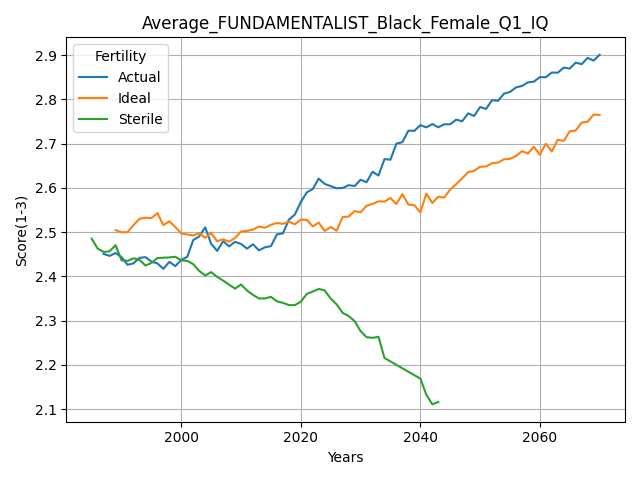 Average_FUNDAMENTALIST_Black_Female_Q1_IQ
Fertility
Actual
Ideal
Sterile
Score(1-3)
2.9
2.8
2.7
2.6
2.5
2.4
2.3
2.2
2.1
2000 2020 2040 2060
Years